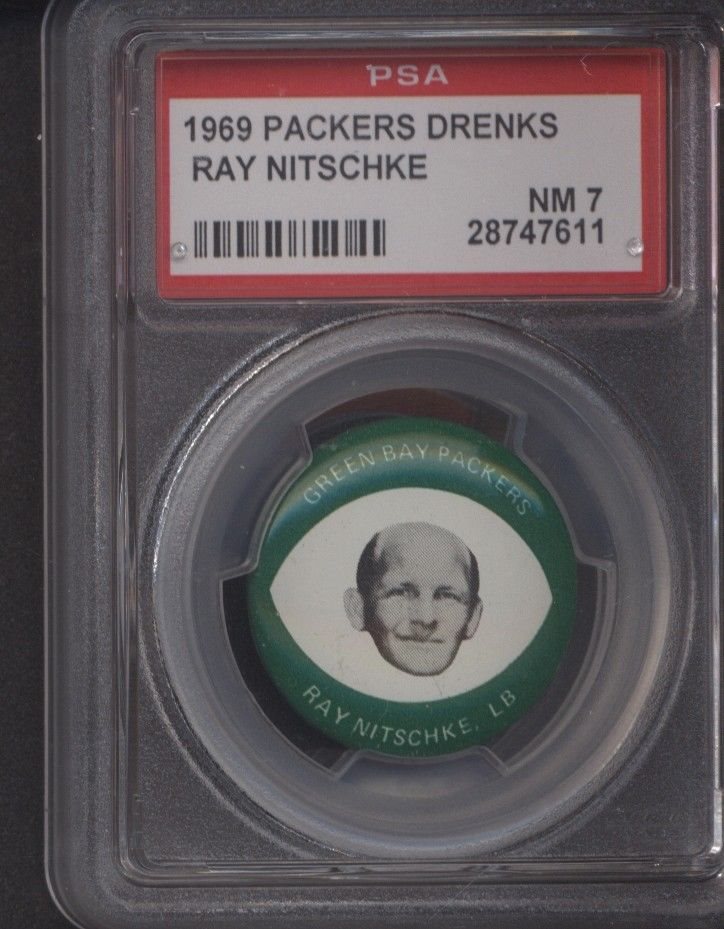 PSA
1969 PACKERS DRENKS
RAY NITSCHKE
NM 7
28747611
GREEN BAY PACKERS
RAY NITSCHKE, LB